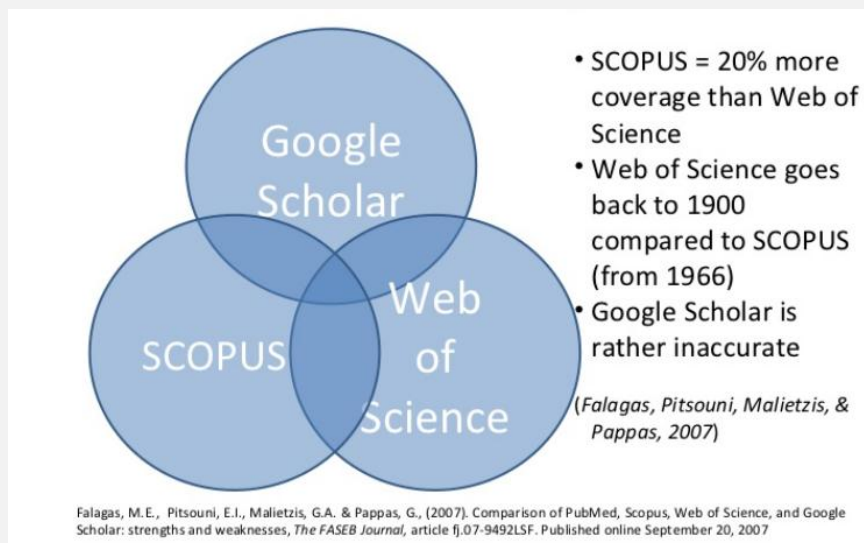 Google
Scholar
SCOPUS
Web
of
Science
• SCOPUS = 20% more
coverage than Web of
Science
• Web of Science goes
back to 1900
compared to SCOPUS
(from 1966)
• Google Scholar is
rather inaccurate
(Falagas, Pitsouni, Malietzis, &
Pappas, 2007)
Falagas, M.E., Pitsouni, E.I., Malietzis, G.A. & Pappas, G., (2007). Comparison of PubMed, Scopus, Web of Science, and Google
Scholar: strengths and weaknesses, The FASEB Journal, article fj.07-9492LSF. Published online September 20, 2007